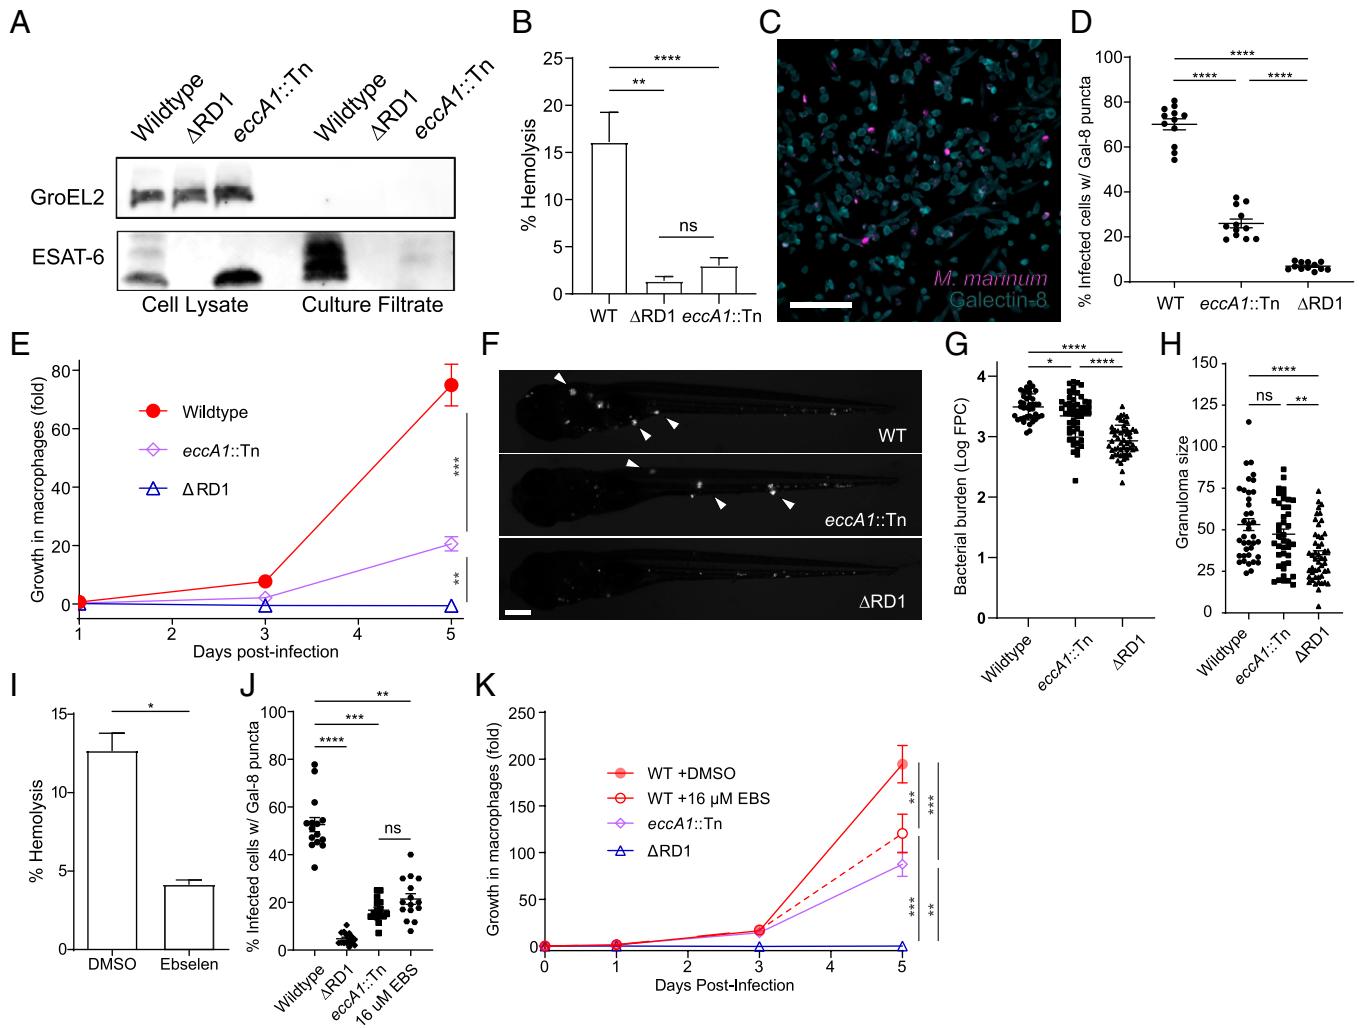 A
Wildtype
ΔRD1
eccA1::Tn
Wildtype
ΔRD1
eccA1::Tn
GroEL2
ESAT-6
Cell Lysate
Culture Filtrate
B
% Hemolysis
25
20
15
10
5
0
****
**
ns
WT
ΔRD1
eccA1::Tn
C
M. marinum
Galectin-8
D
% Infected cells w/ Gal-8 puncta
100
80
60
40
20
0
****
****
****
WT
eccA1::Tn
ΔRD1
E
Growth in macrophages (fold)
80
60
40
20
0
Wildtype
eccA1::Tn
ΔRD1
***
**
1
2
3
4
5
Days post-infection
F
WT
eccA1::Tn
ΔRD1
G
Bacterial burden (Log FPC)
4
3
2
1
0
****
*
****
Wildtype
eccA1::Tn
ΔRD1
H
Granuloma size
150
125
100
75
50
25
0
****
ns
**
Wildtype
eccA1::Tn
ΔRD1
I
% Hemolysis
15
10
5
0
*
DMSO
Ebselen
J
% Infected cells w/ Gal-8 puncta
100
80
60
40
20
0
**
***
****
ns
Wildtype
ΔRD1
eccA1::Tn
16 uM EBS
K
Growth in macrophages (fold)
250
200
150
100
50
0
WT +DMSO
WT +16 µM EBS
eccA1::Tn
ΔRD1
**
***
***
**
0
1
3
5
Days Post-Infection